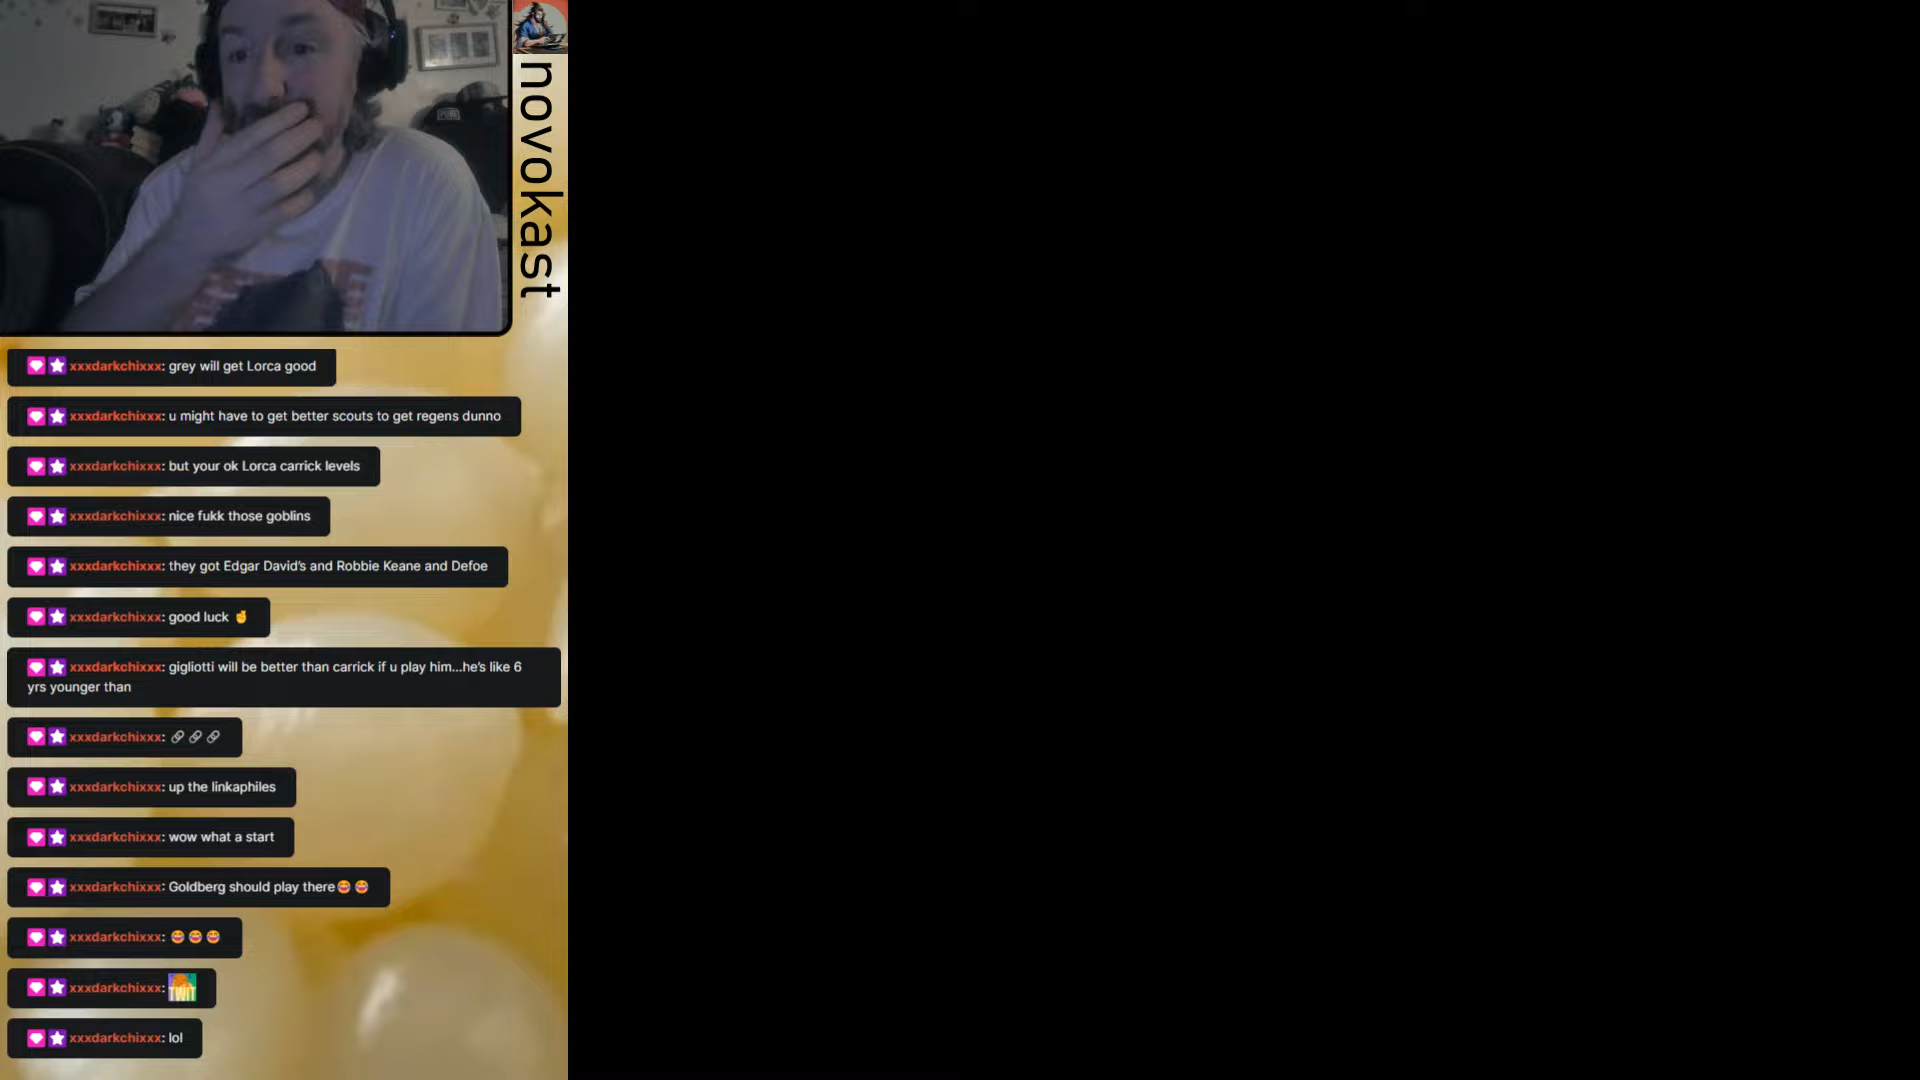 novokast
xxxdarkchixxx: grey will get Lorca good
xxxdarkchixxx: u might have to get better scouts to get regens dunno
xxxdarkchixxx: but your ok Lorca carrick levels
xxxdarkchixxx: nice fukk those goblins
xxxdarkchixxx: they got Edgar David's and Robbie Keane and Defoe
xxxdarkchixxx: good luck 🤞
xxxdarkchixxx: gigliotti will be better than carrick if u play him...he's like 6
yrs younger than
xxxdarkchixxx: 🔗 🔗 🔗
xxxdarkchixxx: up the linkaphiles
xxxdarkchixxx: wow what a start
xxxdarkchixxx: Goldberg should play there😂 😂
xxxdarkchixxx: 😂 😂 😂
xxxdarkchixxx: TWIT
xxxdarkchixxx: lol